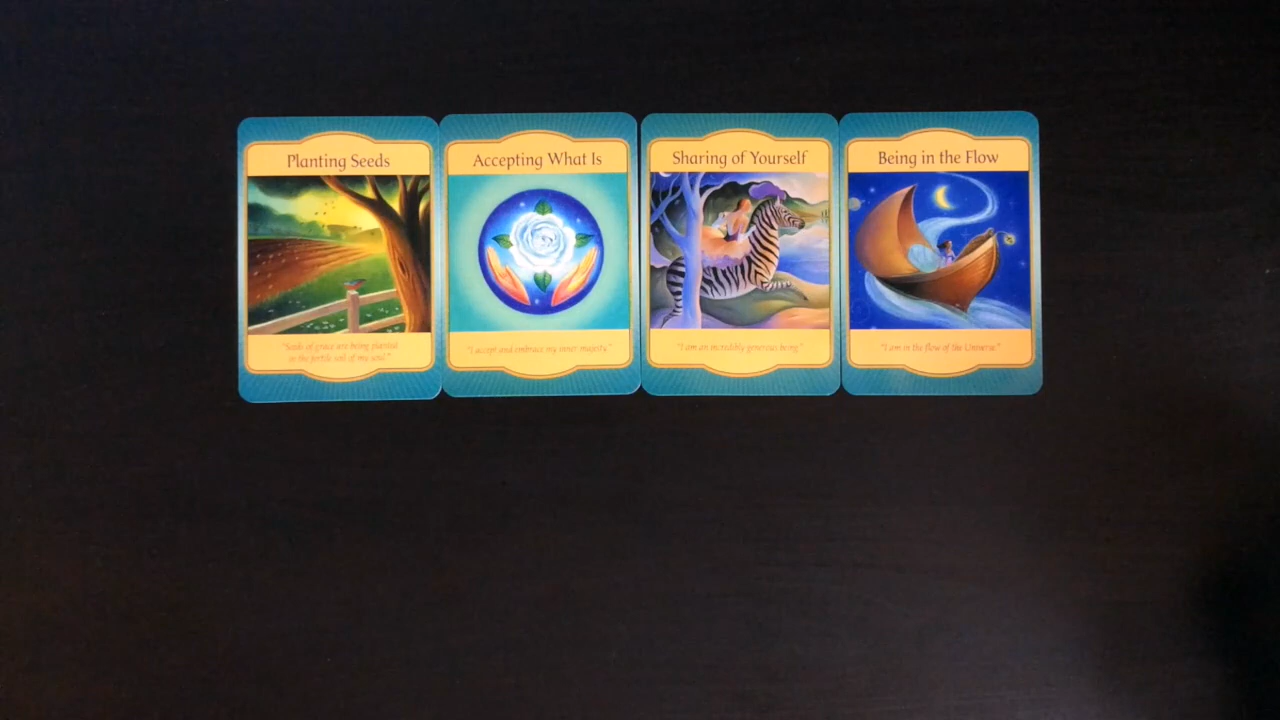 Planting Seeds
"Seeds of grace are being planted
in the fertile soil of my soul."
Accepting What Is
"I accept and embrace my inner majesty."
Sharing of Yourself
"I am an incredibly generous being."
Being in the Flow
"I am in the flow of the Universe."